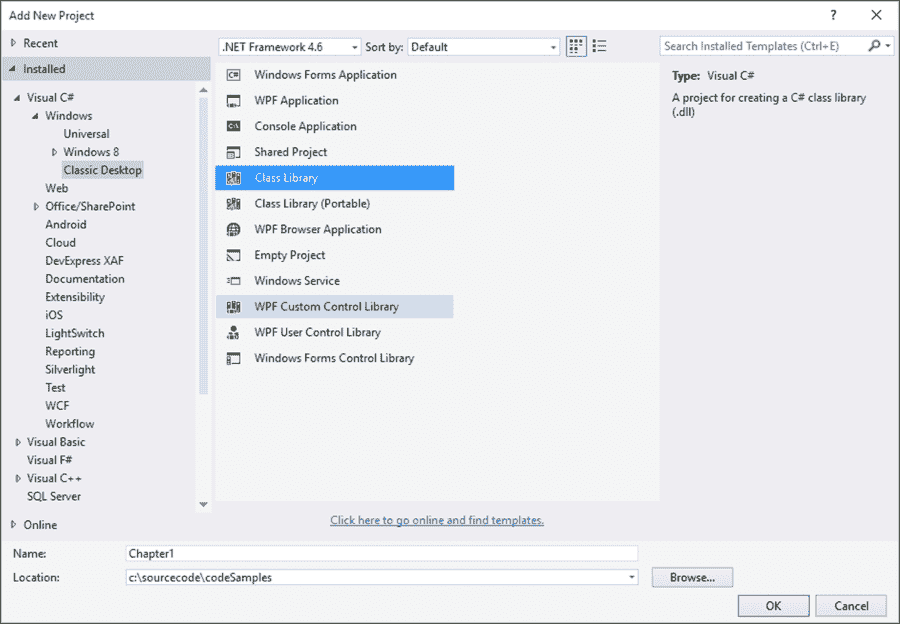 Add New Project
?
Recent
Installed
.NET Framework 4.6
Sort by:
Default
Search Installed Templates (Ctrl+E)
Visual C#
Windows
Universal
Windows 8
Classic Desktop
Web
Office/SharePoint
Android
Cloud
DevExpress XAF
Documentation
Extensibility
iOS
LightSwitch
Reporting
Silverlight
Test
WCF
Workflow
Visual Basic
Visual F#
Visual C++
SQL Server
Online
C# Windows Forms Application
WPF Application
C:\ Console Application
Shared Project
Class Library
Class Library (Portable)
WPF Browser Application
Empty Project
Windows Service
WPF Custom Control Library
WPF User Control Library
Windows Forms Control Library
Type: Visual C#
A project for creating a C# class library
(.dll)
Click here to go online and find templates.
Name:
Chapter1
Location:
c:\sourcecode\codeSamples
Browse...
OK
Cancel